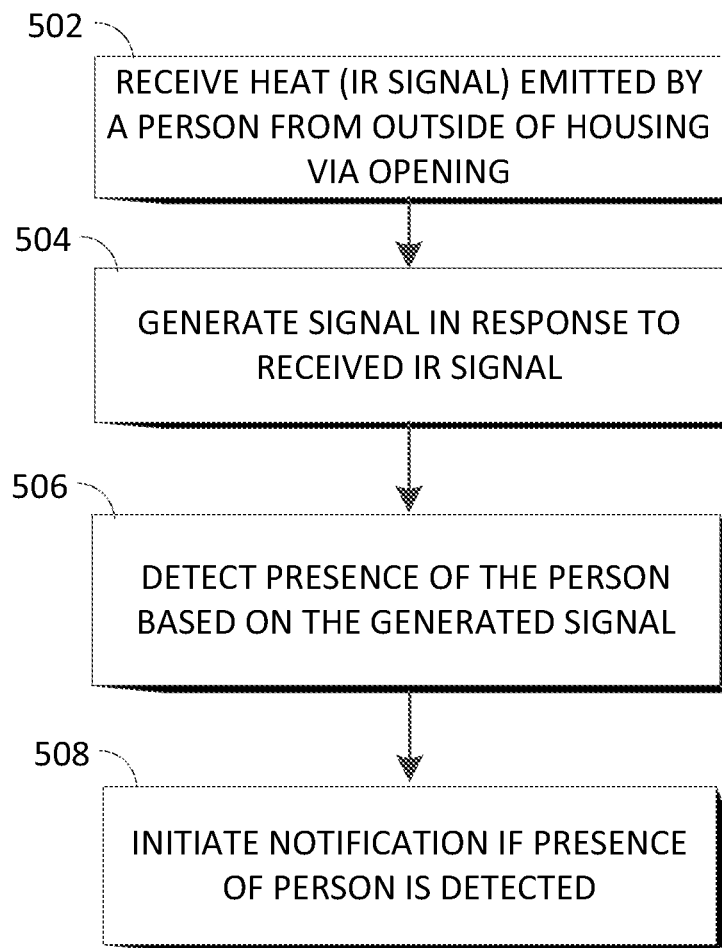 502
RECEIVE HEAT (IR SIGNAL) EMITTED BY
A PERSON FROM OUTSIDE OF HOUSING
VIA OPENING
504
GENERATE SIGNAL IN RESPONSE TO
RECEIVED IR SIGNAL
506
DETECT PRESENCE OF THE PERSON
BASED ON THE GENERATED SIGNAL
508
INITIATE NOTIFICATION IF PRESENCE
OF PERSON IS DETECTED